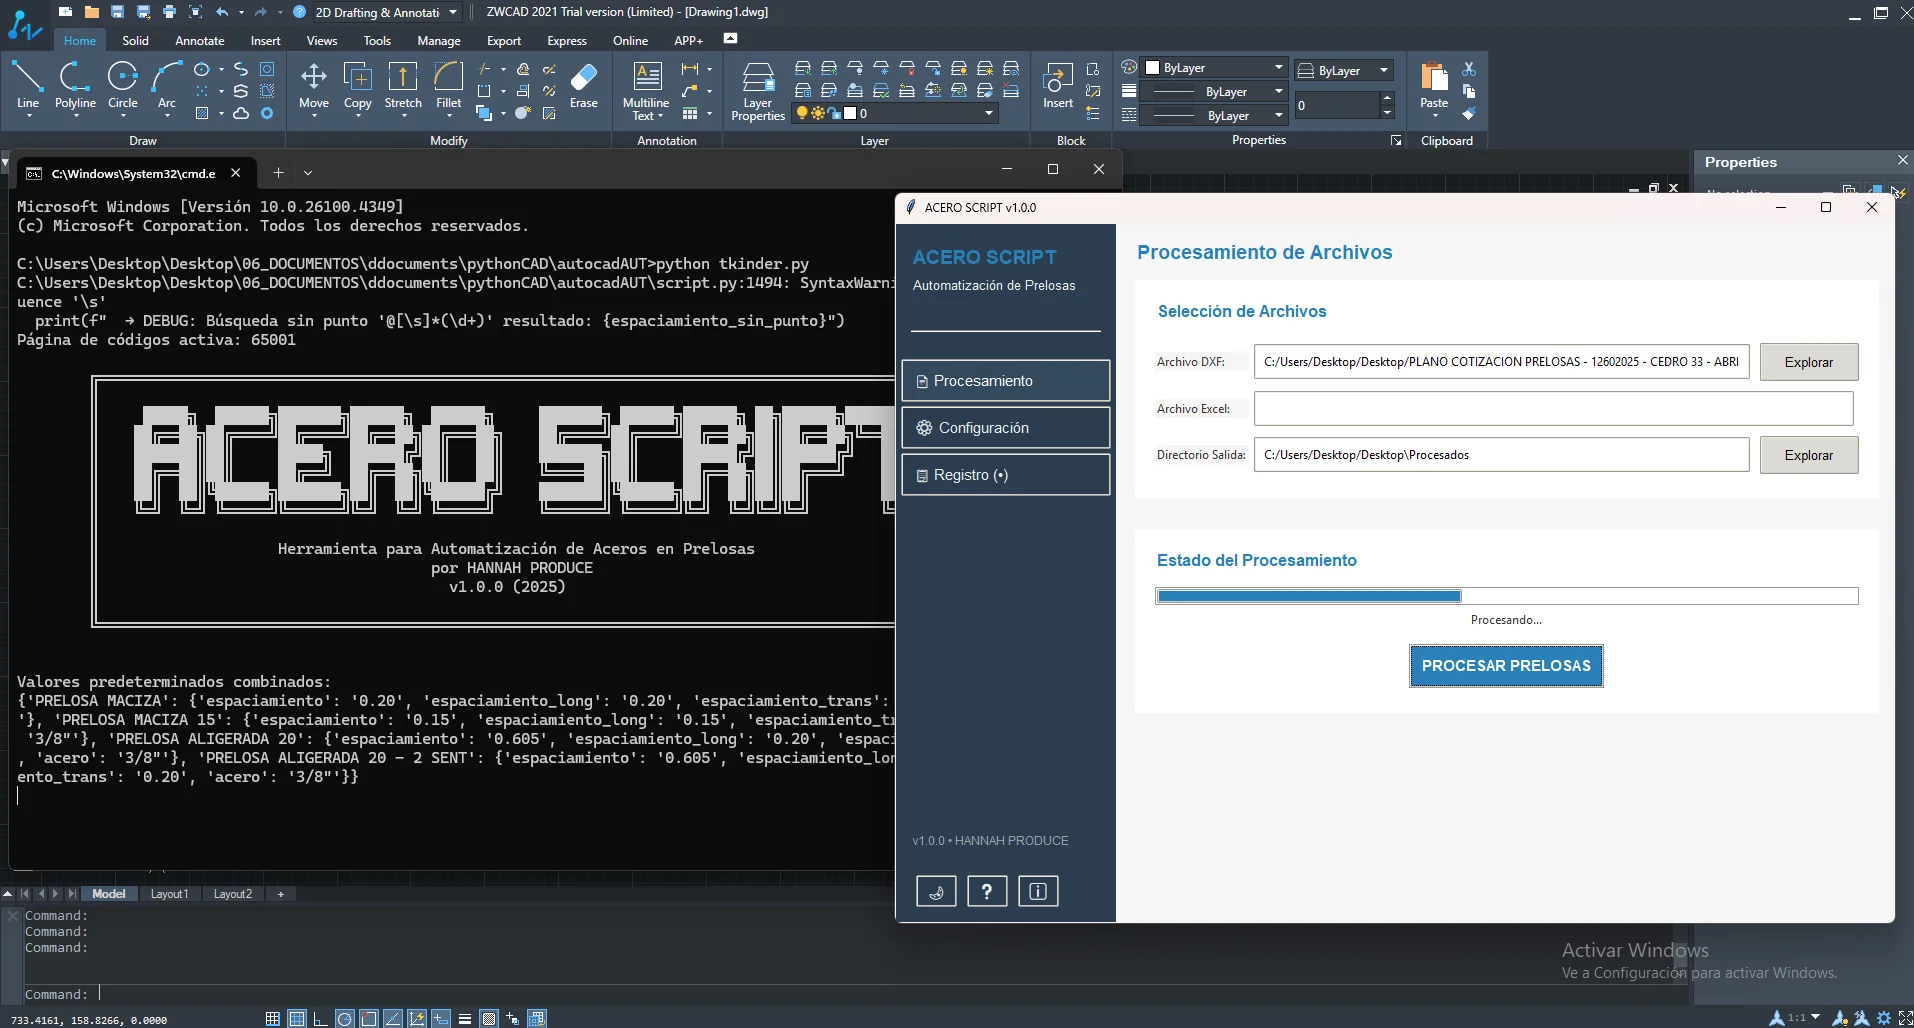 2D Drafting & Annotati
ZWCAD 2021 Trial version (Limited) - [Drawing1.dwg]
Home Solid Annotate Insert Views Tools Manage Export Express Online APP+
Line Polyline Circle Arc
Move Copy Stretch Fillet Erase
Multiline Text
Layer Properties
0
Insert
ByLayer
ByLayer
ByLayer
ByLayer
0
Paste
Draw Modify Annotation Layer Block Properties Clipboard
Properties
C:\Windows\System32\cmd.e
Microsoft Windows [Versión 10.0.26100.4349]
(c) Microsoft Corporation. Todos los derechos reservados.
C:\Users\Desktop\Desktop\06_DOCUMENTOS\ddocuments\pythonCAD\autocadAUT>python tkinder.py
C:\Users\Desktop\Desktop\06_DOCUMENTOS\ddocuments\pythonCAD\autocadAUT\script.py:1494: SyntaxWarni
uence '\s'
print(f"  → DEBUG: Búsqueda sin punto '@[\s]*(\d+)' resultado: {espaciamiento_sin_punto}")
Página de códigos activa: 65001
ACERO SCRIPT
Herramienta para Automatización de Aceros en Prelosas
por HANNAH PRODUCE
v1.0.0 (2025)
Valores predeterminados combinados:
{'PRELOSA MACIZA': {'espaciamiento': '0.20', 'espaciamiento_long': '0.20', 'espaciamiento_trans':
'}, 'PRELOSA MACIZA 15': {'espaciamiento': '0.15', 'espaciamiento_long': '0.15', 'espaciamiento_tr
'3/8"'}, 'PRELOSA ALIGERADA 20': {'espaciamiento': '0.605', 'espaciamiento_long': '0.20', 'espaci
, 'acero': '3/8"'}, 'PRELOSA ALIGERADA 20 - 2 SENT': {'espaciamiento': '0.605', 'espaciamiento_lon
ento_trans': '0.20', 'acero': '3/8"'}}
ACERO SCRIPT v1.0.0
ACERO SCRIPT
Automatización de Prelosas
Procesamiento
Configuración
Registro (•)
v1.0.0 • HANNAH PRODUCE
?
Procesamiento de Archivos
Selección de Archivos
Archivo DXF: C:/Users/Desktop/Desktop/PLANO COTIZACION PRELOSAS - 12602025 - CEDRO 33 - ABRI Explorar
Archivo Excel:
Directorio Salida: C:/Users/Desktop/Desktop\Procesados Explorar
Estado del Procesamiento
Procesando...
PROCESAR PRELOSAS
Model Layout1 Layout2 +
Command:
Command:
Command:
Command:
Activar Windows
Ve a Configuración para activar Windows.
733.4161, 158.8266, 0.0000
1:1